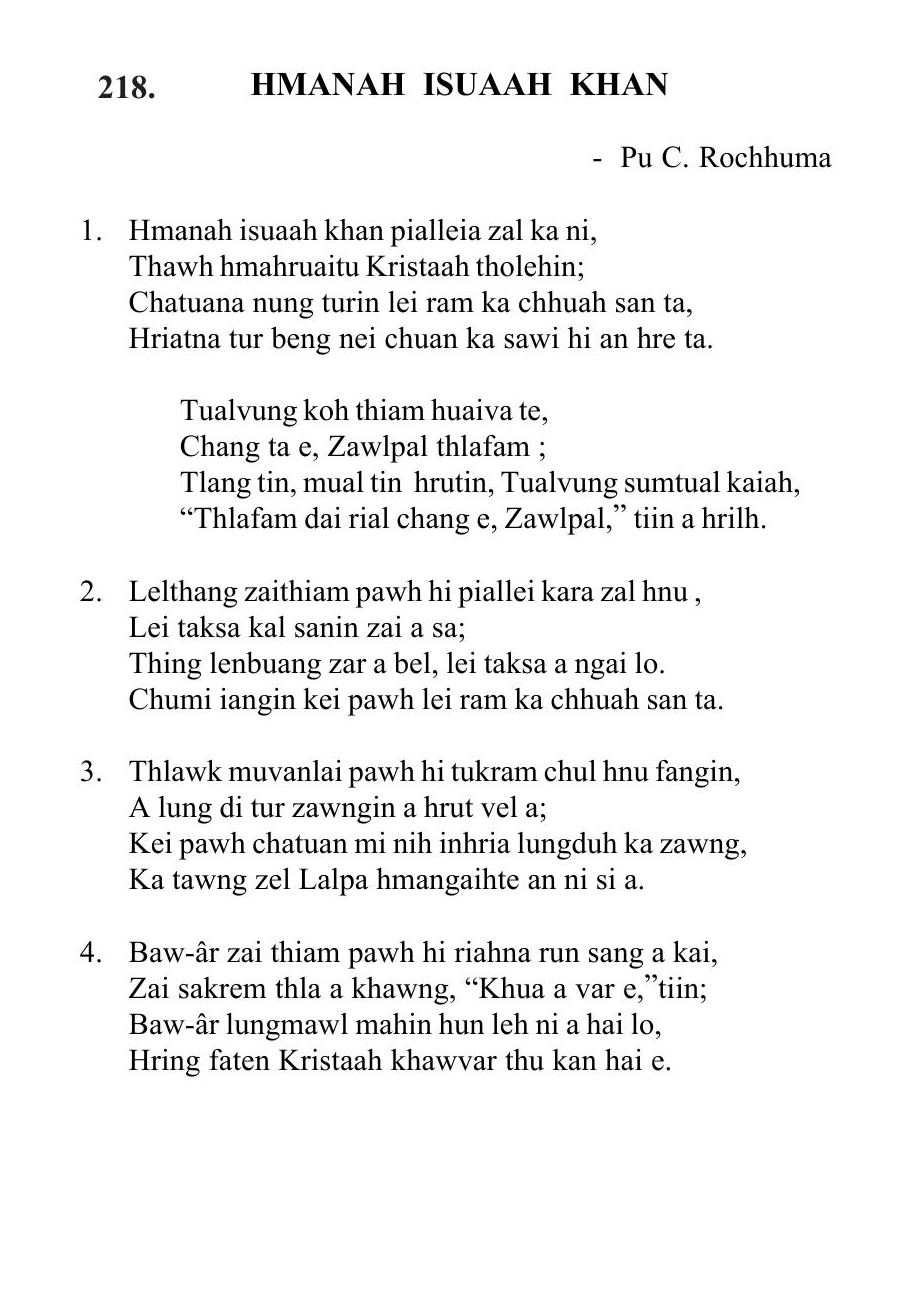 218. HMANAH ISUAAH KHAN
- Pu C. Rochhuma
1. Hmanah isuaah khan pialleia zal ka ni,
Thawh hmahruaitu Kristaah tholehin;
Chatuana nung turin lei ram ka chhuah san ta,
Hriatna tur beng nei chuan ka sawi hi an hre ta.
Tualvung koh thiam huaiva te,
Chang ta e, Zawlpal thlafam ;
Tlang tin, mual tin hrutin, Tualvung sumtual kaiah,
“Thlafam dai rial chang e, Zawlpal,” tiin a hrilh.
2. Lelthang zaithiam pawh hi piallei kara zal hnu ,
Lei taksa kal sanin zai a sa;
Thing lenbuang zar a bel, lei taksa a ngai lo.
Chumi iangin kei pawh lei ram ka chhuah san ta.
3. Thlawk muvanlai pawh hi tukram chul hnu fangin,
A lung di tur zawngin a hrut vel a;
Kei pawh chatuan mi nih inhria lungduh ka zawng,
Ka tawng zel Lalpa hmangaihte an ni si a.
4. Baw-âr zai thiam pawh hi riahna run sang a kai,
Zai sakrem thla a khawng, “Khua a var e,”tiin;
Baw-âr lungmawl mahin hun leh ni a hai lo,
Hring faten Kristaah khawvar thu kan hai e.